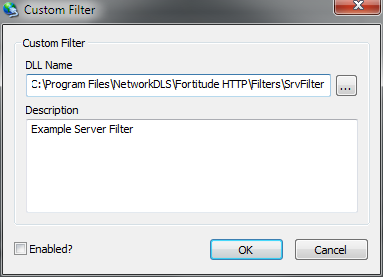 Custom Filter
Custom Filter
DLL Name
C:\Program Files\NetworkDLS\Fortitude HTTP\Filters\SrvFilter
...
Description
Example Server Filter
Enabled?
OK
Cancel